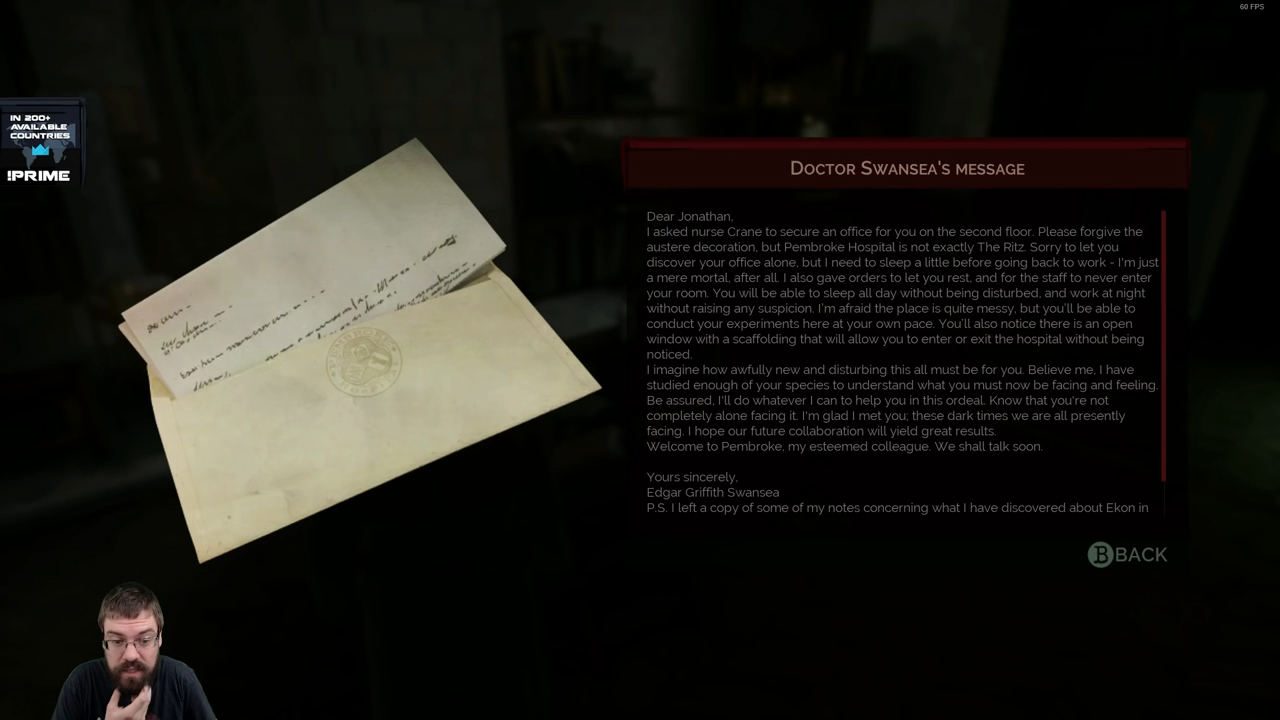 60 FPS
IN 200+
AVAILABLE
COUNTRIES
!PRIME
DOCTOR SWANSEA'S MESSAGE
Dear Jonathan,
I asked nurse Crane to secure an office for you on the second floor. Please forgive the
austere decoration, but Pembroke Hospital is not exactly The Ritz. Sorry to let you
discover your office alone, but I need to sleep a little before going back to work - I'm just
a mere mortal, after all. I also gave orders to let you rest, and for the staff to never enter
your room. You will be able to sleep all day without being disturbed, and work at night
without raising any suspicion. I'm afraid the place is quite messy, but you'll be able to
conduct your experiments here at your own pace. You'll also notice there is an open
window with a scaffolding that will allow you to enter or exit the hospital without being
noticed.
I imagine how awfully new and disturbing this all must be for you. Believe me, I have
studied enough of your species to understand what you must now be facing and feeling.
Be assured, I'll do whatever I can to help you in this ordeal. Know that you're not
completely alone facing it. I'm glad I met you; these dark times we are all presently
facing, I hope our future collaboration will yield great results.
Welcome to Pembroke, my esteemed colleague. We shall talk soon.
Yours sincerely,
Edgar Griffith Swansea
P.S. I left a copy of some of my notes concerning what I have discovered about Ekon in
B BACK